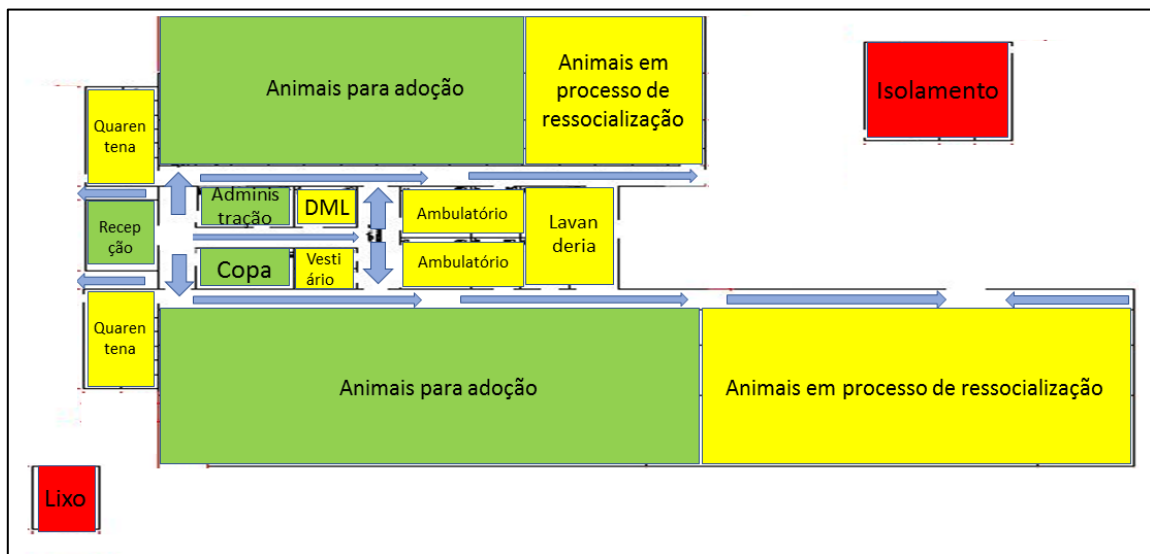 Animais para adoção
Animais em
processo de
ressocialização
Isolamento
Quaren
tena
Adminis
tração
DML
Ambulatório
Lavan
deria
Recep
ção
Copa
Vesti
ário
Ambulatório
Quaren
tena
Animais para adoção
Animais em processo de ressocialização
Lixo